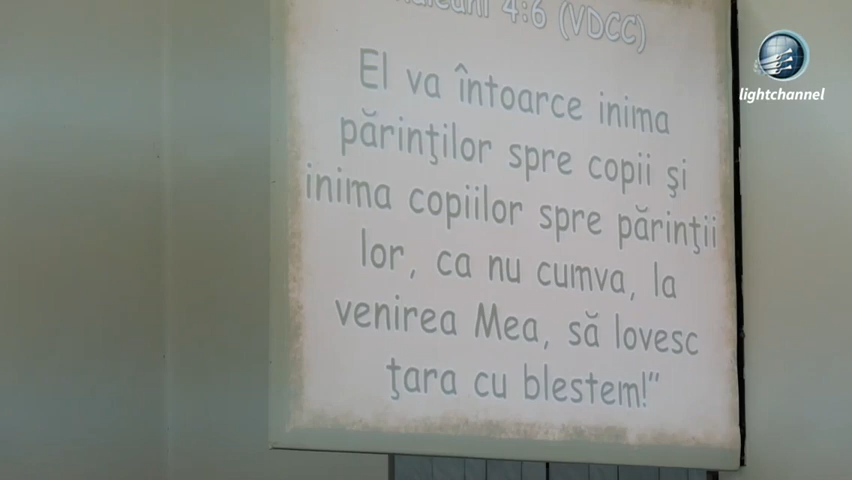 4:6 (VDCC)
El va întoarce inima
părinţilor spre copii şi
inima copiilor spre părinţii
lor, ca nu cumva, la
venirea Mea, să lovesc
ţara cu blestem!”
lightchannel